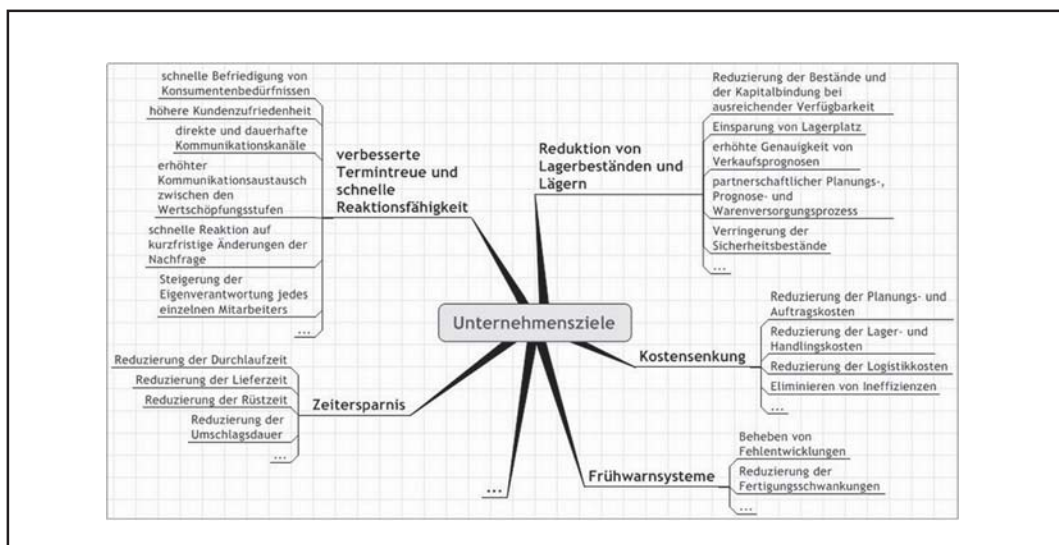 Unternehmensziele
verbesserte
Termintreue und
schnelle
Reaktionsfähigkeit
schnelle Befriedigung von
Konsumentenbedürfnissen
höhere Kundenzufriedenheit
direkte und dauerhafte
Kommunikationskanäle
erhöhter
Kommunikationsaustausch
zwischen den
Wertschöpfungsstufen
schnelle Reaktion auf
kurzfristige Änderungen der
Nachfrage
Steigerung der
Eigenverantwortung jedes
einzelnen Mitarbeiters
...
Zeitersparnis
Reduzierung der Durchlaufzeit
Reduzierung der Lieferzeit
Reduzierung der Rüstzeit
Reduzierung der
Umschlagsdauer
...
...
Reduktion von
Lagerbeständen und
Lägern
Reduzierung der Bestände und
der Kapitalbindung bei
ausreichender Verfügbarkeit
Einsparung von Lagerplatz
erhöhte Genauigkeit von
Verkaufsprognosen
partnerschaftlicher Planungs-,
Prognose- und
Warenversorgungsprozess
Verringerung der
Sicherheitsbestände
...
Kostensenkung
Reduzierung der Planungs- und
Auftragskosten
Reduzierung der Lager- und
Handlingskosten
Reduzierung der Logistikkosten
Eliminieren von Ineffizienzen
...
Frühwarnsysteme
Beheben von
Fehlentwicklungen
Reduzierung der
Fertigungsschwankungen
...